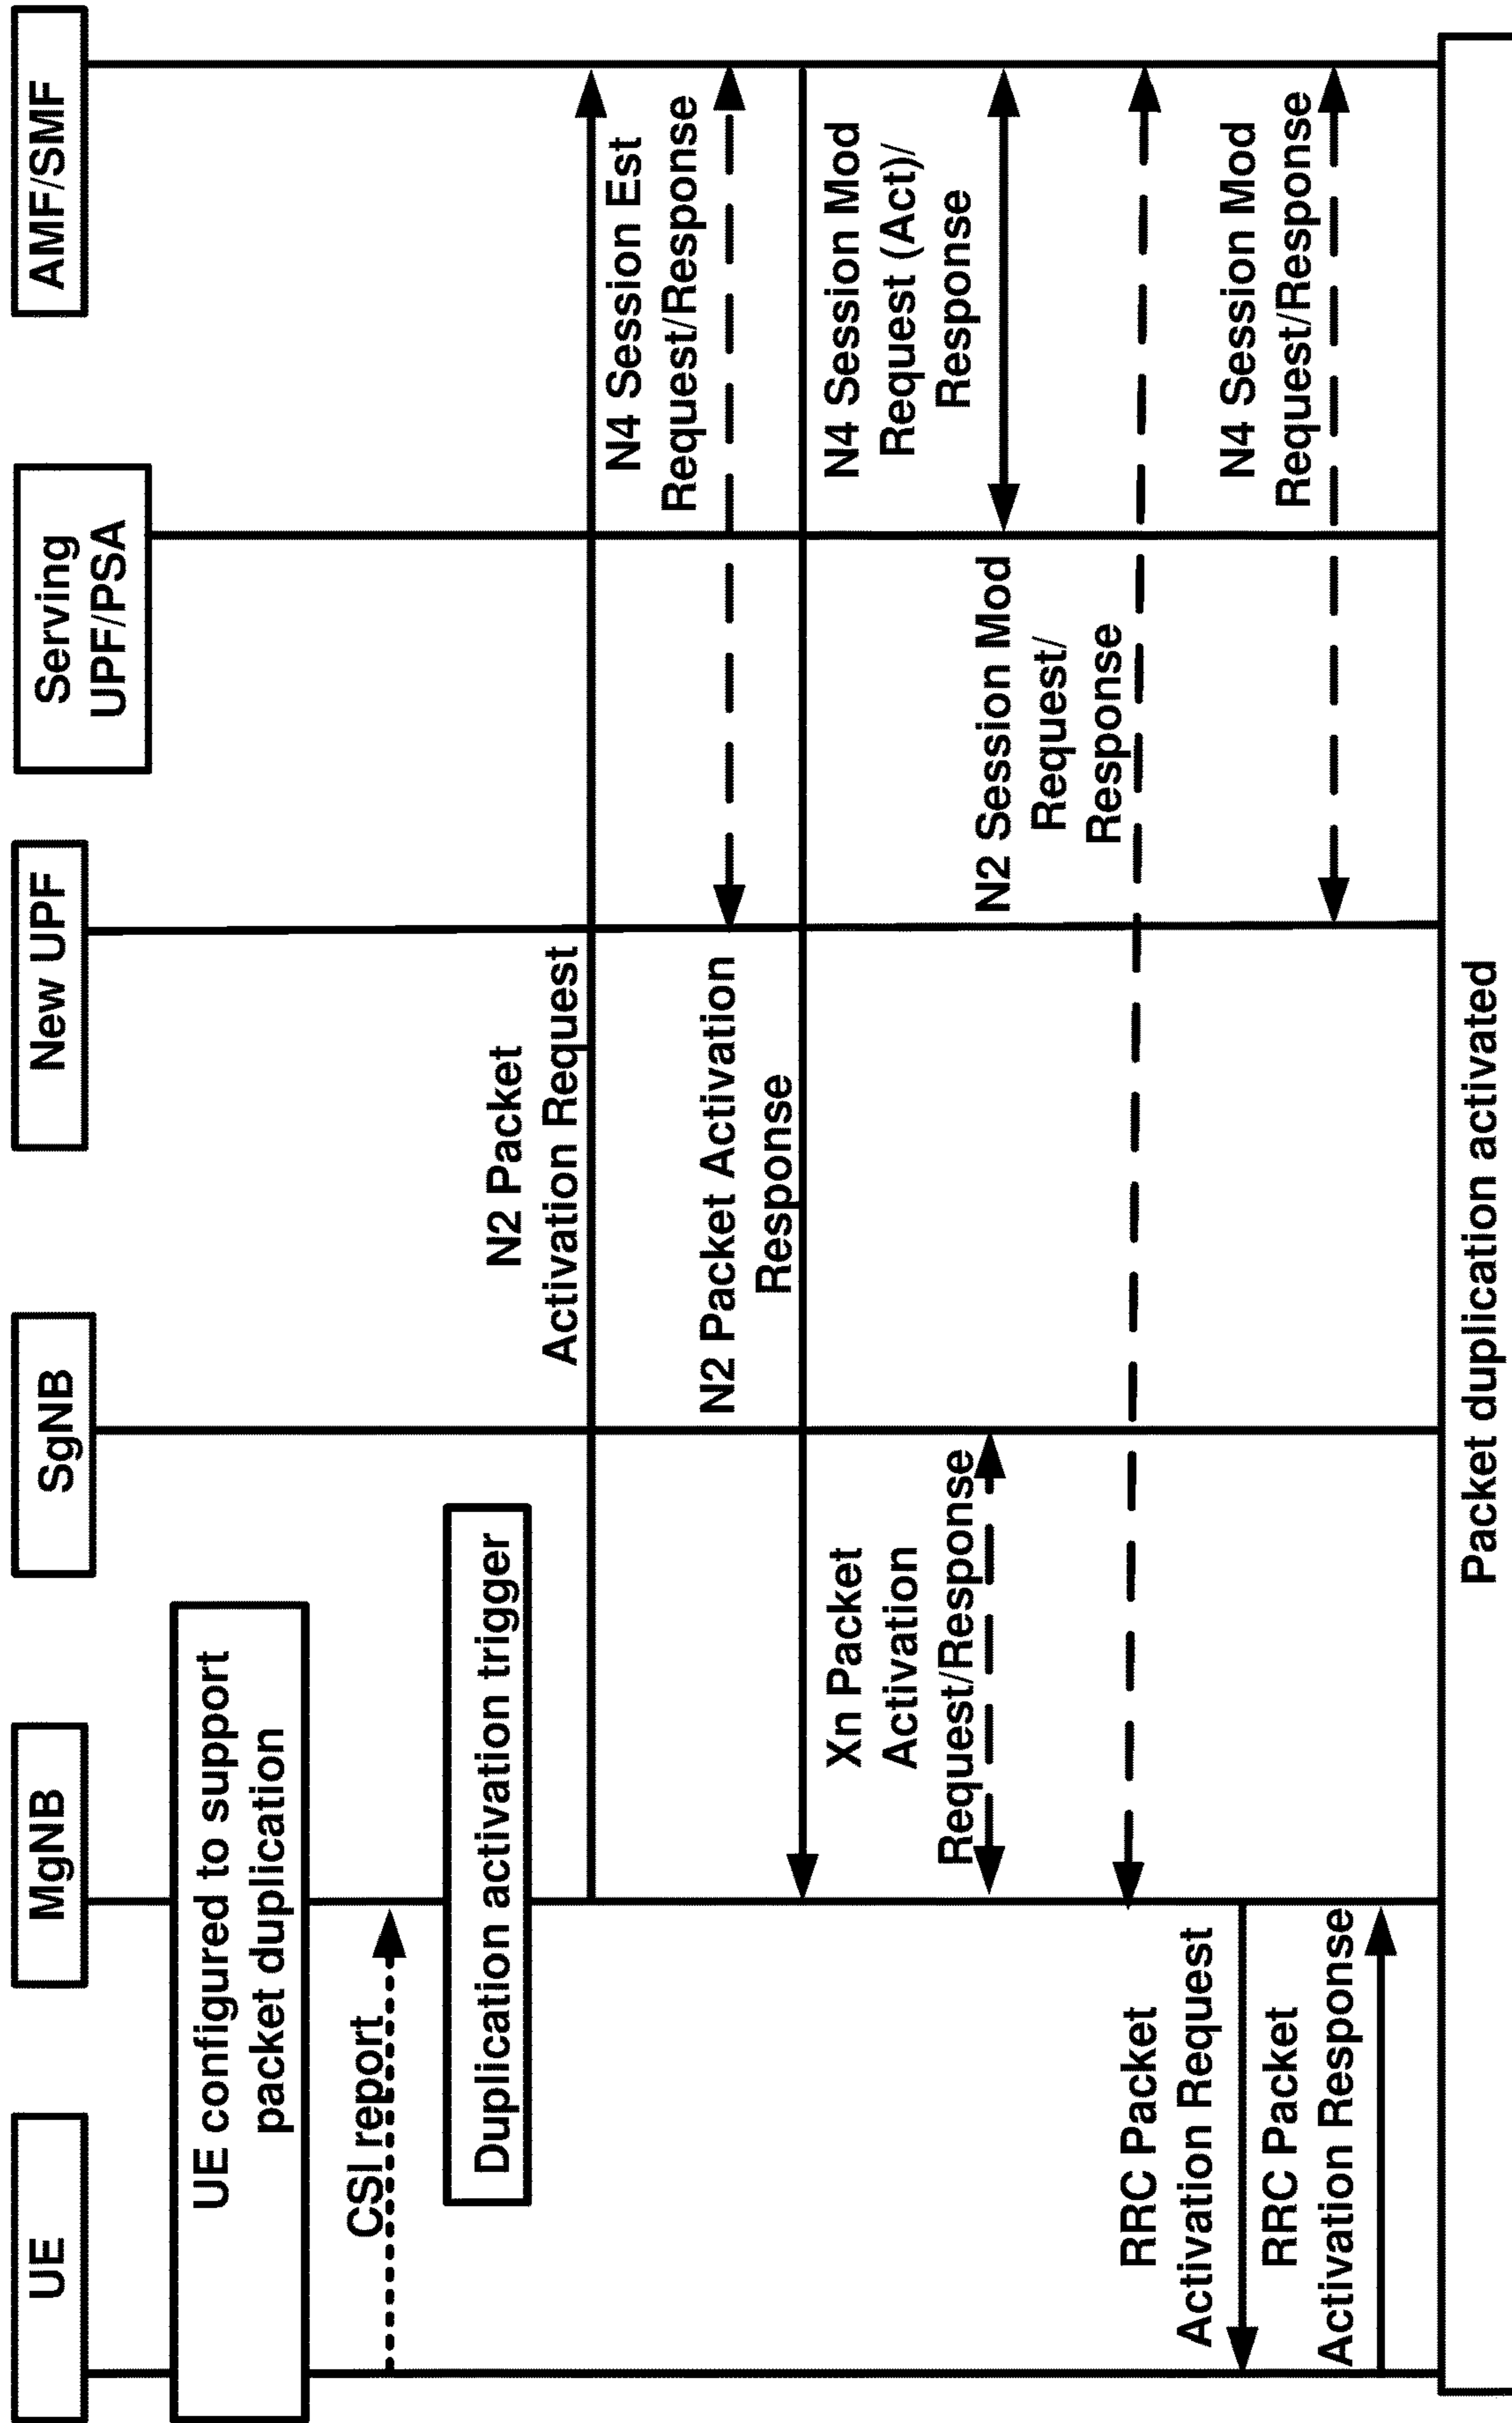 UE
MgNB
SgNB
New UPF
Serving
UPF/PSA
AMF/SMF
UE configured to support
packet duplication
CSI report
Duplication activation trigger
N2 Packet
Activation Request
N4 Session Est
Request/Response
N2 Packet Activation
Response
Xn Packet
Activation
Request/Response
N4 Session Mod
Request (Act)/
Response
N2 Session Mod
Request/
Response
RRC Packet
Activation Request
N4 Session Mod
Request/Response
RRC Packet
Activation Response
Packet duplication activated